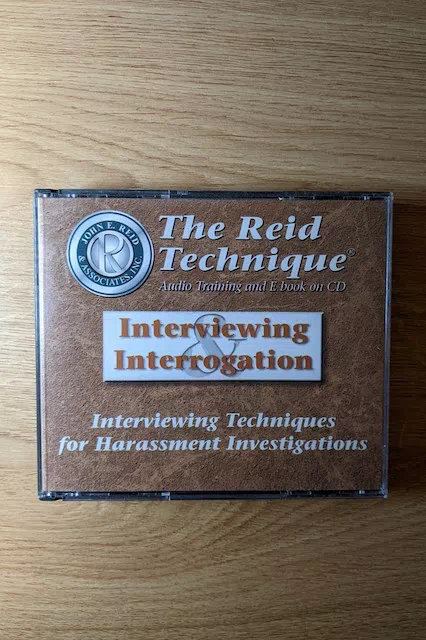 JOHN E. REID
& ASSOCIATES, INC.
R
The Reid
Technique®
Audio Training and E book on CD
Interviewing
&
Interrogation
Interviewing Techniques
for Harassment Investigations